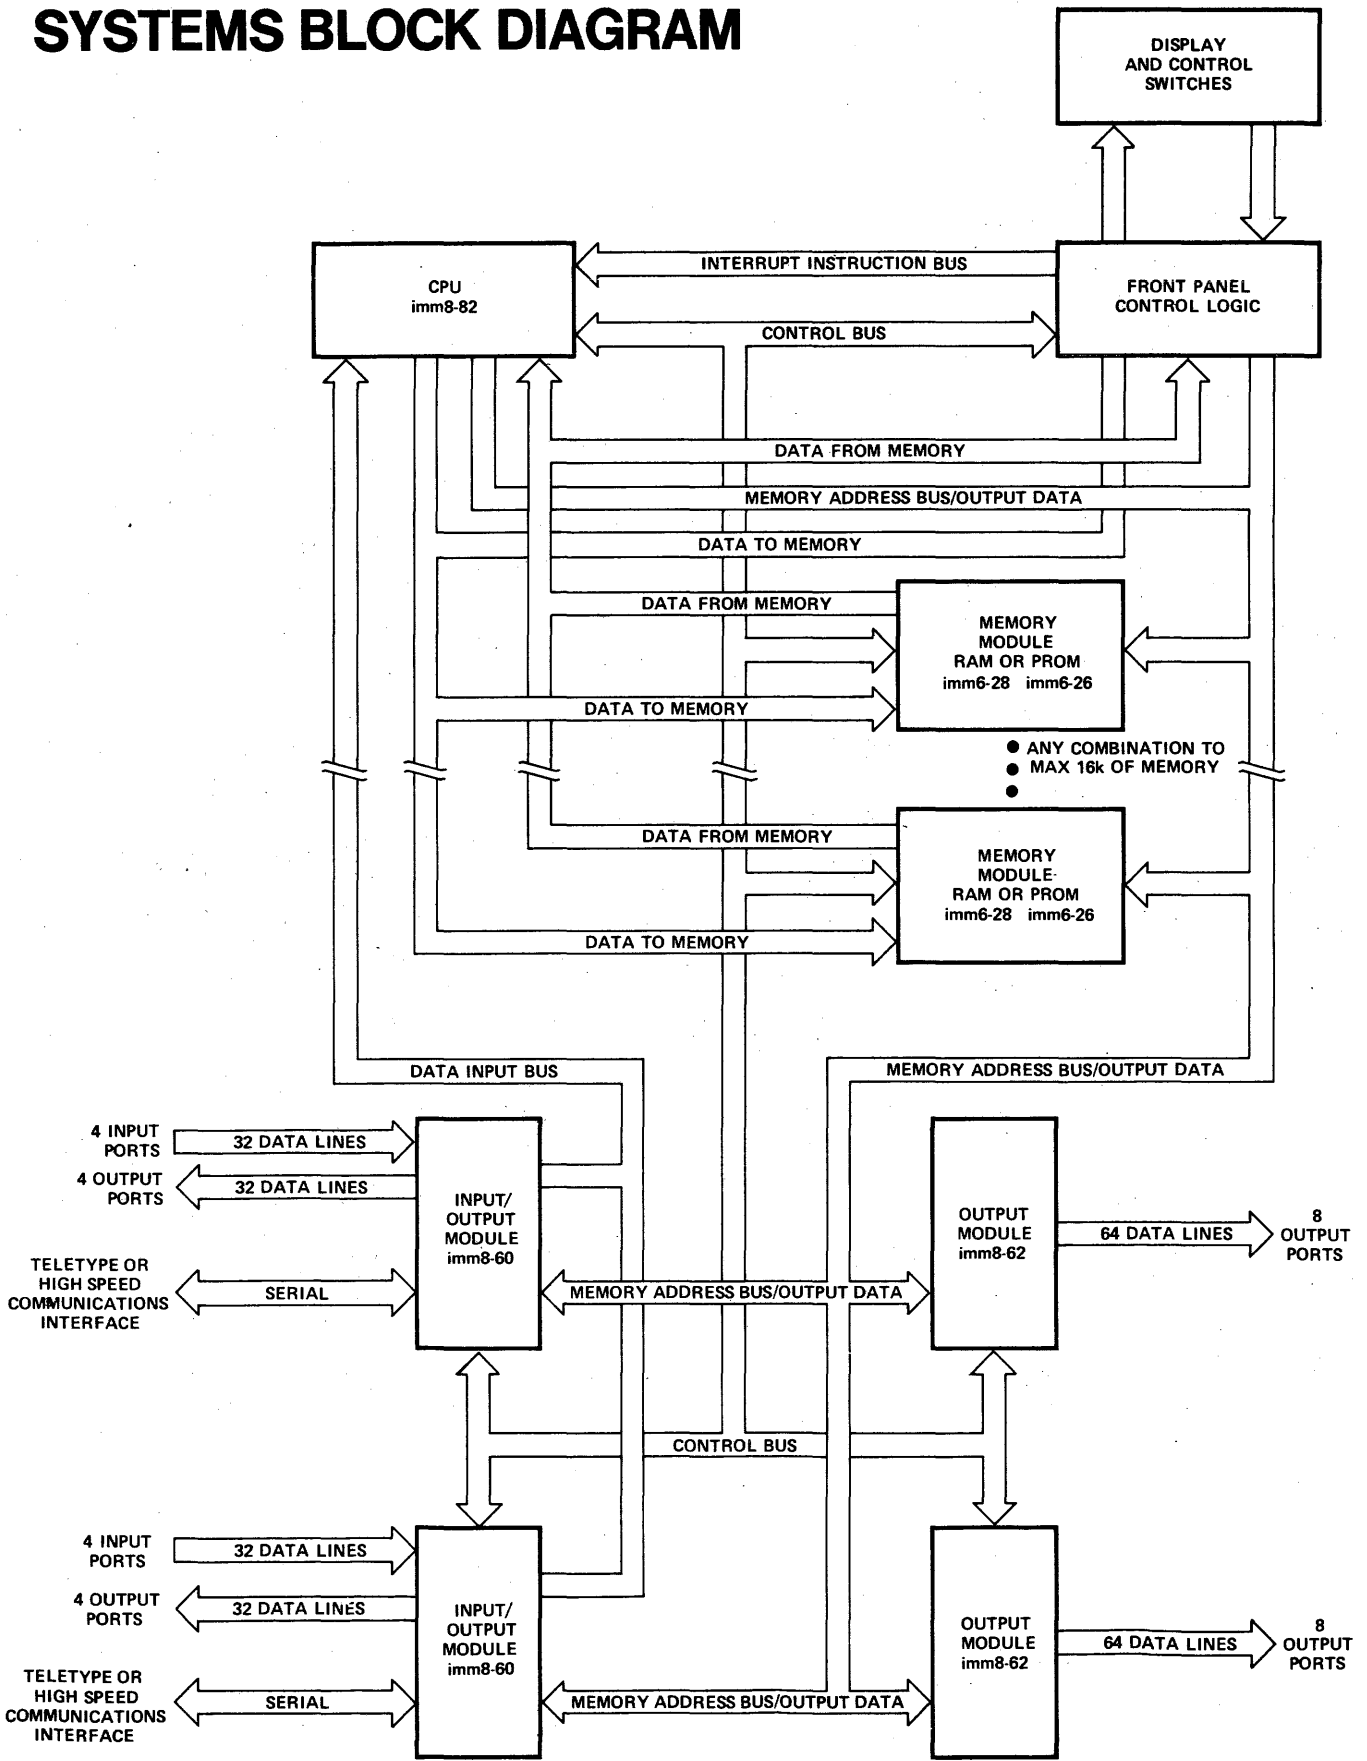 SYSTEMS BLOCK DIAGRAM
DISPLAY
AND CONTROL
SWITCHES
CPU
imm8-82
INTERRUPT INSTRUCTION BUS
FRONT PANEL
CONTROL LOGIC
CONTROL BUS
DATA FROM MEMORY
MEMORY ADDRESS BUS/OUTPUT DATA
DATA TO MEMORY
DATA FROM MEMORY
MEMORY
MODULE
RAM OR PROM
imm6-28 imm6-26
DATA TO MEMORY
ANY COMBINATION TO
MAX 16k OF MEMORY
DATA FROM MEMORY
MEMORY
MODULE
RAM OR PROM
imm6-28 imm6-26
DATA TO MEMORY
DATA INPUT BUS
MEMORY ADDRESS BUS/OUTPUT DATA
4 INPUT
PORTS
32 DATA LINES
4 OUTPUT
PORTS
32 DATA LINES
INPUT/
OUTPUT
MODULE
imm8-60
OUTPUT
MODULE
imm8-62
64 DATA LINES
8
OUTPUT
PORTS
TELETYPE OR
HIGH SPEED
COMMUNICATIONS
INTERFACE
SERIAL
MEMORY ADDRESS BUS/OUTPUT DATA
CONTROL BUS
4 INPUT
PORTS
32 DATA LINES
4 OUTPUT
PORTS
32 DATA LINES
INPUT/
OUTPUT
MODULE
imm8-60
OUTPUT
MODULE
imm8-62
64 DATA LINES
8
OUTPUT
PORTS
TELETYPE OR
HIGH SPEED
COMMUNICATIONS
INTERFACE
SERIAL
MEMORY ADDRESS BUS/OUTPUT DATA